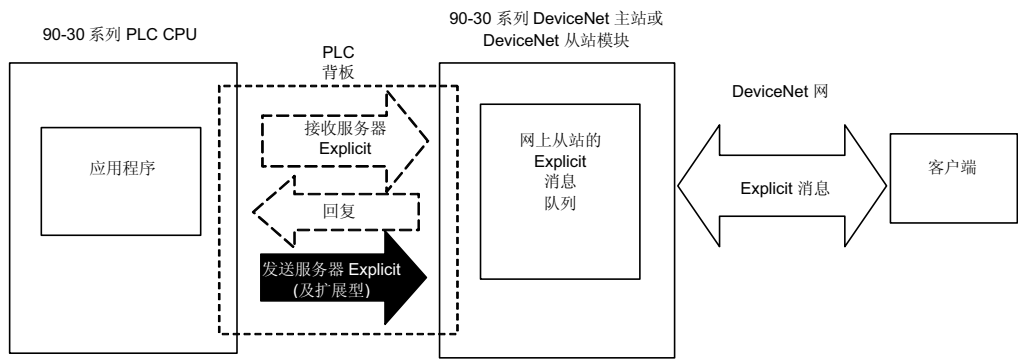 90-30 系列 PLC CPU
PLC
背板
90-30 系列 DeviceNet 主站或
DeviceNet 从站模块
DeviceNet 网
应用程序
接收服务器
Explicit
回复
发送服务器 Explicit
(及扩展型)
网上从站的
Explicit
消息
队列
Explicit 消息
客户端